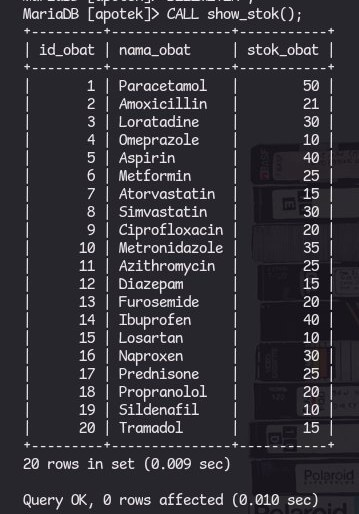 MariaDB [apotek]> CALL show_stok();
+---------+---------------+-----------+
| id_obat | nama_obat     | stok_obat |
+---------+---------------+-----------+
|       1 | Paracetamol   |        50 |
|       2 | Amoxicillin   |        21 |
|       3 | Loratadine    |        30 |
|       4 | Omeprazole    |        10 |
|       5 | Aspirin       |        40 |
|       6 | Metformin     |        25 |
|       7 | Atorvastatin  |        15 |
|       8 | Simvastatin   |        30 |
|       9 | Ciprofloxacin |        20 |
|      10 | Metronidazole |        35 |
|      11 | Azithromycin  |        25 |
|      12 | Diazepam      |        15 |
|      13 | Furosemide    |        20 |
|      14 | Ibuprofen     |        40 |
|      15 | Losartan      |        10 |
|      16 | Naproxen      |        30 |
|      17 | Prednisone    |        25 |
|      18 | Propranolol   |        20 |
|      19 | Sildenafil    |        10 |
|      20 | Tramadol      |        15 |
+---------+---------------+-----------+
20 rows in set (0.009 sec)
Polaroid
Query OK, 0 rows affected (0.010 sec)
Polaroid